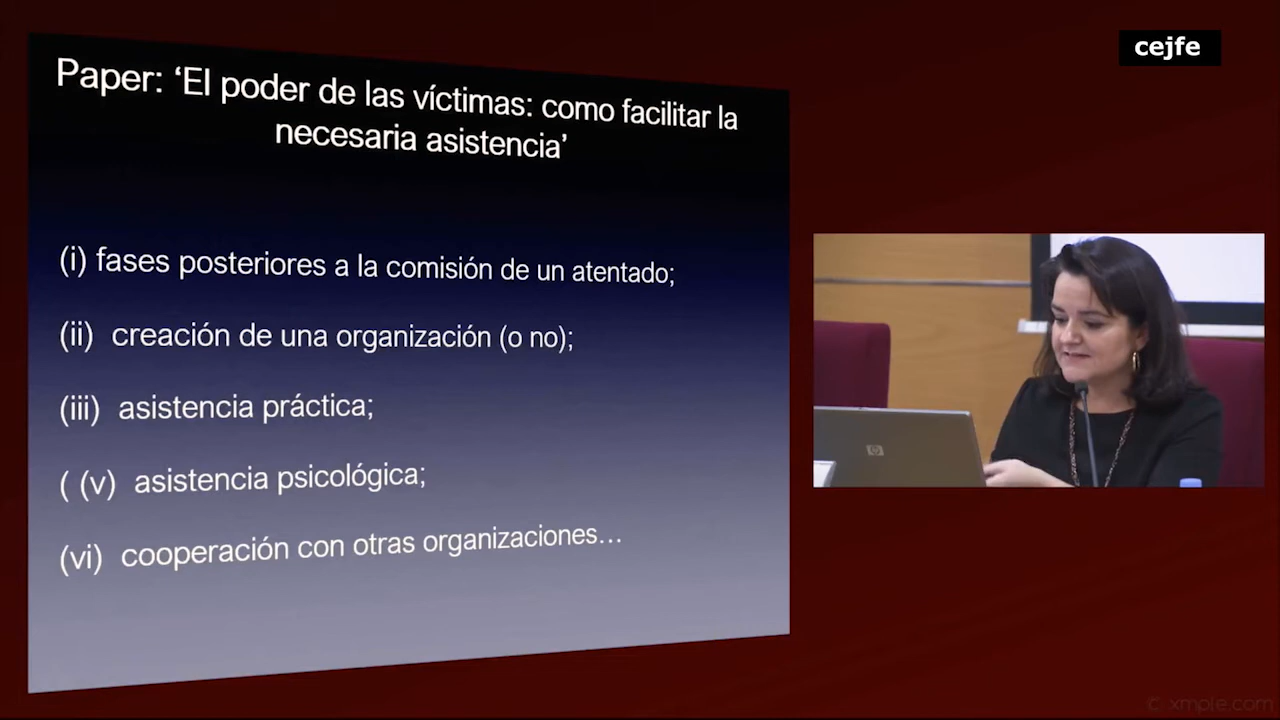 cejfe
Paper: ‘El poder de las víctimas: como facilitar la
necesaria asistencia’
(i) fases posteriores a la comisión de un atentado;
(ii) creación de una organización (o no);
(iii) asistencia práctica;
( (v) asistencia psicológica;
(vi) cooperación con otras organizaciones…
hp